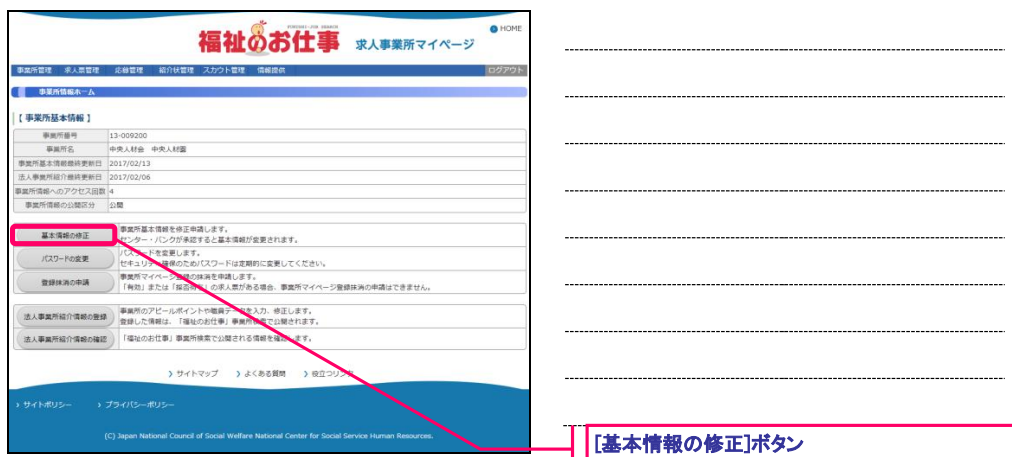 HOME
福祉のお仕事 求人事業所マイページ
事業所管理 求人票管理 応募管理 紹介状管理 スカウト管理 情報提供 ログアウト
事業所情報ホーム
【 事業所基本情報 】
事業所番号 13-009200
事業所名 中央人材会 中央人材園
事業所基本情報最終更新日 2017/02/13
法人事業所紹介最終更新日 2017/02/06
事業所情報へのアクセス回数 4
事業所情報の公開区分 公開
基本情報の修正 事業所基本情報を修正申請します。
センター・バンクが承認すると基本情報が変更されます。
パスワードの変更 パスワードを変更します。
セキュリティ確保のためパスワードは定期的に変更してください。
登録抹消の申請 事業所マイページ登録の抹消を申請します。
「有効」または「採否待ち」の求人票がある場合、事業所マイページ登録抹消の申請はできません。
法人事業所紹介情報の登録 事業所のアピールポイントや職員データを入力、修正します。
登録した情報は、「福祉のお仕事」事業所検索で公開されます。
法人事業所紹介情報の確認 「福祉のお仕事」事業所検索で公開される情報を確認します。
サイトマップ よくある質問 役立つリンク
サイトポリシー プライバシーポリシー
(C) Japan National Council of Social Welfare National Center for Social Service Human Resources.
[基本情報の修正]ボタン